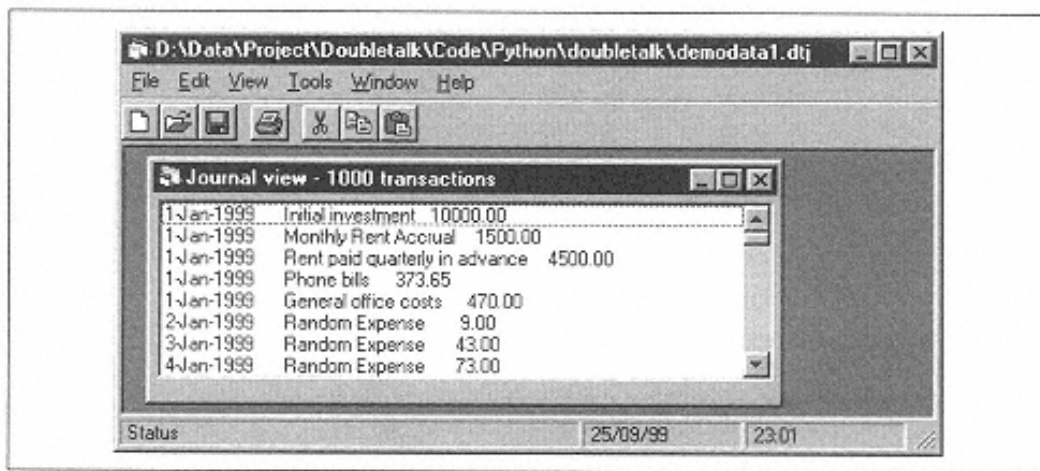 D:\Data\Project\Doubletalk\Code\Python\doubletalk\demodata1.dtj
File Edit View Tools Window Help
Journal view - 1000 transactions
1-Jan-1999 Initial investment 10000.00
1-Jan-1999 Monthly Rent Accrual 1500.00
1-Jan-1999 Rent paid quarterly in advance 4500.00
1-Jan-1999 Phone bills 373.65
1-Jan-1999 General office costs 470.00
2-Jan-1999 Random Expense 9.00
3-Jan-1999 Random Expense 43.00
4-Jan-1999 Random Expense 73.00
Status 25/09/99 23:01